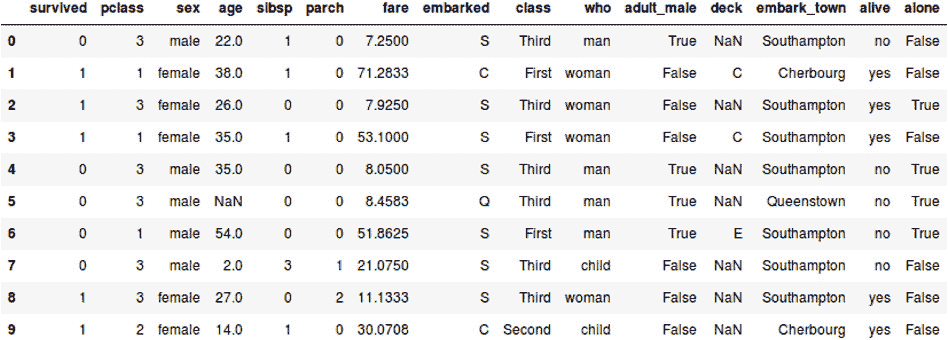 survived pclass sex age sibsp parch fare embarked class who adult_male deck embark_town alive alone
0 0 3 male 22.0 1 0 7.2500 S Third man True NaN Southampton no False
1 1 1 female 38.0 1 0 71.2833 C First woman False C Cherbourg yes False
2 1 3 female 26.0 0 0 7.9250 S Third woman False NaN Southampton yes True
3 1 1 female 35.0 1 0 53.1000 S First woman False C Southampton yes False
4 0 3 male 35.0 0 0 8.0500 S Third man True NaN Southampton no True
5 0 3 male NaN 0 0 8.4583 Q Third man True NaN Queenstown no True
6 0 1 male 54.0 0 0 51.8625 S First man True E Southampton no True
7 0 3 male 2.0 3 1 21.0750 S Third child False NaN Southampton no False
8 1 3 female 27.0 0 2 11.1333 S Third woman False NaN Southampton yes False
9 1 2 female 14.0 1 0 30.0708 C Second child False NaN Cherbourg yes False